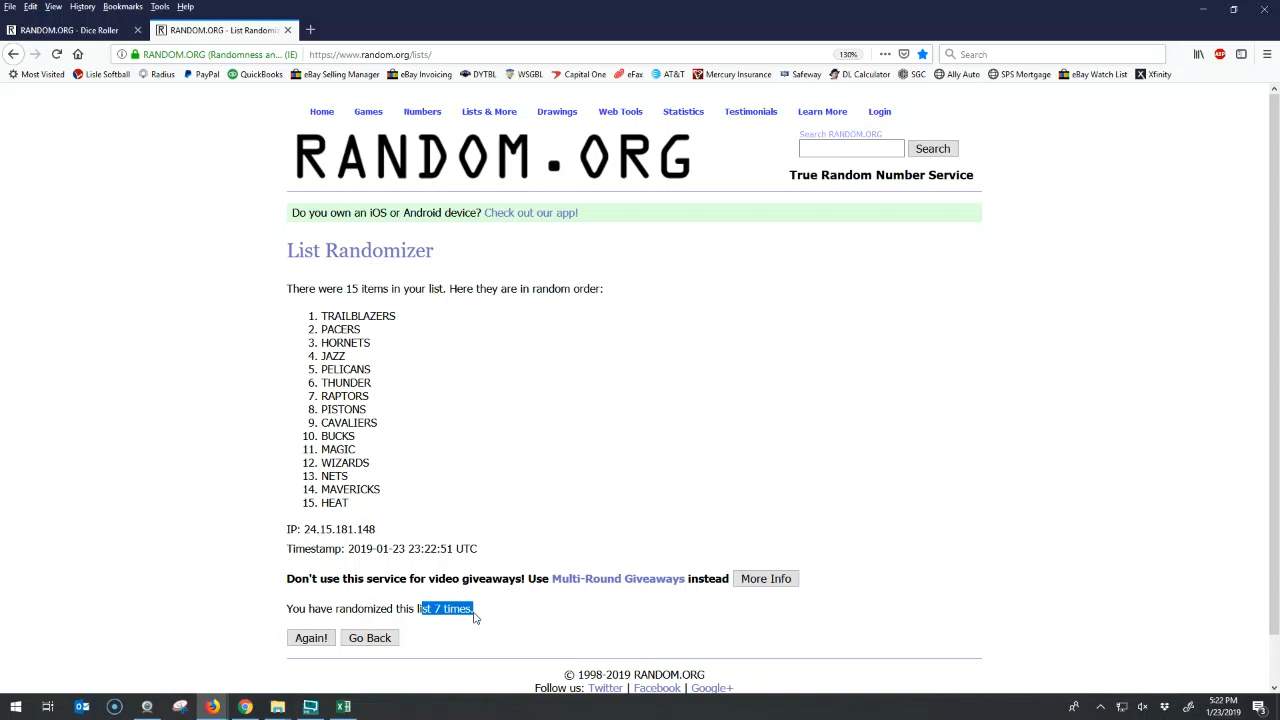 File Edit View History Bookmarks Tools Help
RANDOM.ORG - Dice Roller
RANDOM.ORG - List Randomiz
RANDOM.ORG (Randomness an (IE)
https://www.random.org/lists/
130%
Search
Most Visited Lisle Softball Radius PayPal QuickBooks eBay Selling Manager eBay Invoicing DYTBL WSGBL Capital One eFax AT&T Mercury Insurance Safeway DL Calculator SGC Ally Auto SPS Mortgage eBay Watch List Xfinity
Home Games Numbers Lists & More Drawings Web Tools Statistics Testimonials Learn More Login
RANDOM.ORG
Search RANDOM.ORG
Search
True Random Number Service
Do you own an iOS or Android device? Check out our app!
List Randomizer
There were 15 items in your list. Here they are in random order:
1. TRAILBLAZERS
2. PACERS
3. HORNETS
4. JAZZ
5. PELICANS
6. THUNDER
7. RAPTORS
8. PISTONS
9. CAVALIERS
10. BUCKS
11. MAGIC
12. WIZARDS
13. NETS
14. MAVERICKS
15. HEAT
IP: 24.15.181.148
Timestamp: 2019-01-23 23:22:51 UTC
Don't use this service for video giveaways! Use Multi-Round Giveaways instead More Info
You have randomized this list 7 times.
Again! Go Back
© 1998-2019 RANDOM.ORG
Follow us: Twitter | Facebook | Google+
5:22 PM
1/23/2019